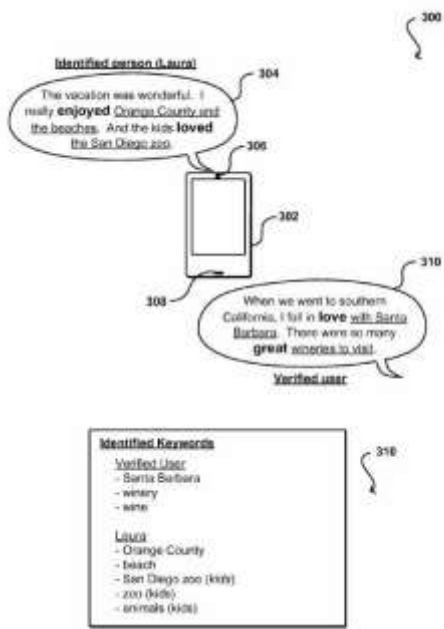 300
Identified person (Laura)
304
The vacation was wonderful. I
really enjoyed Orange County and
the beaches. And the kids loved
the San Diego zoo.
306
302
308
310
When we went to southern
California, I fell in love with Santa
Barbara. There were so many
great wineries to visit.
Verified user
Identified Keywords
310
Verified User
- Santa Barbara
- winery
- wine
Laura
- Orange County
- beach
- San Diego zoo (kids)
- zoo (kids)
- animals (kids)